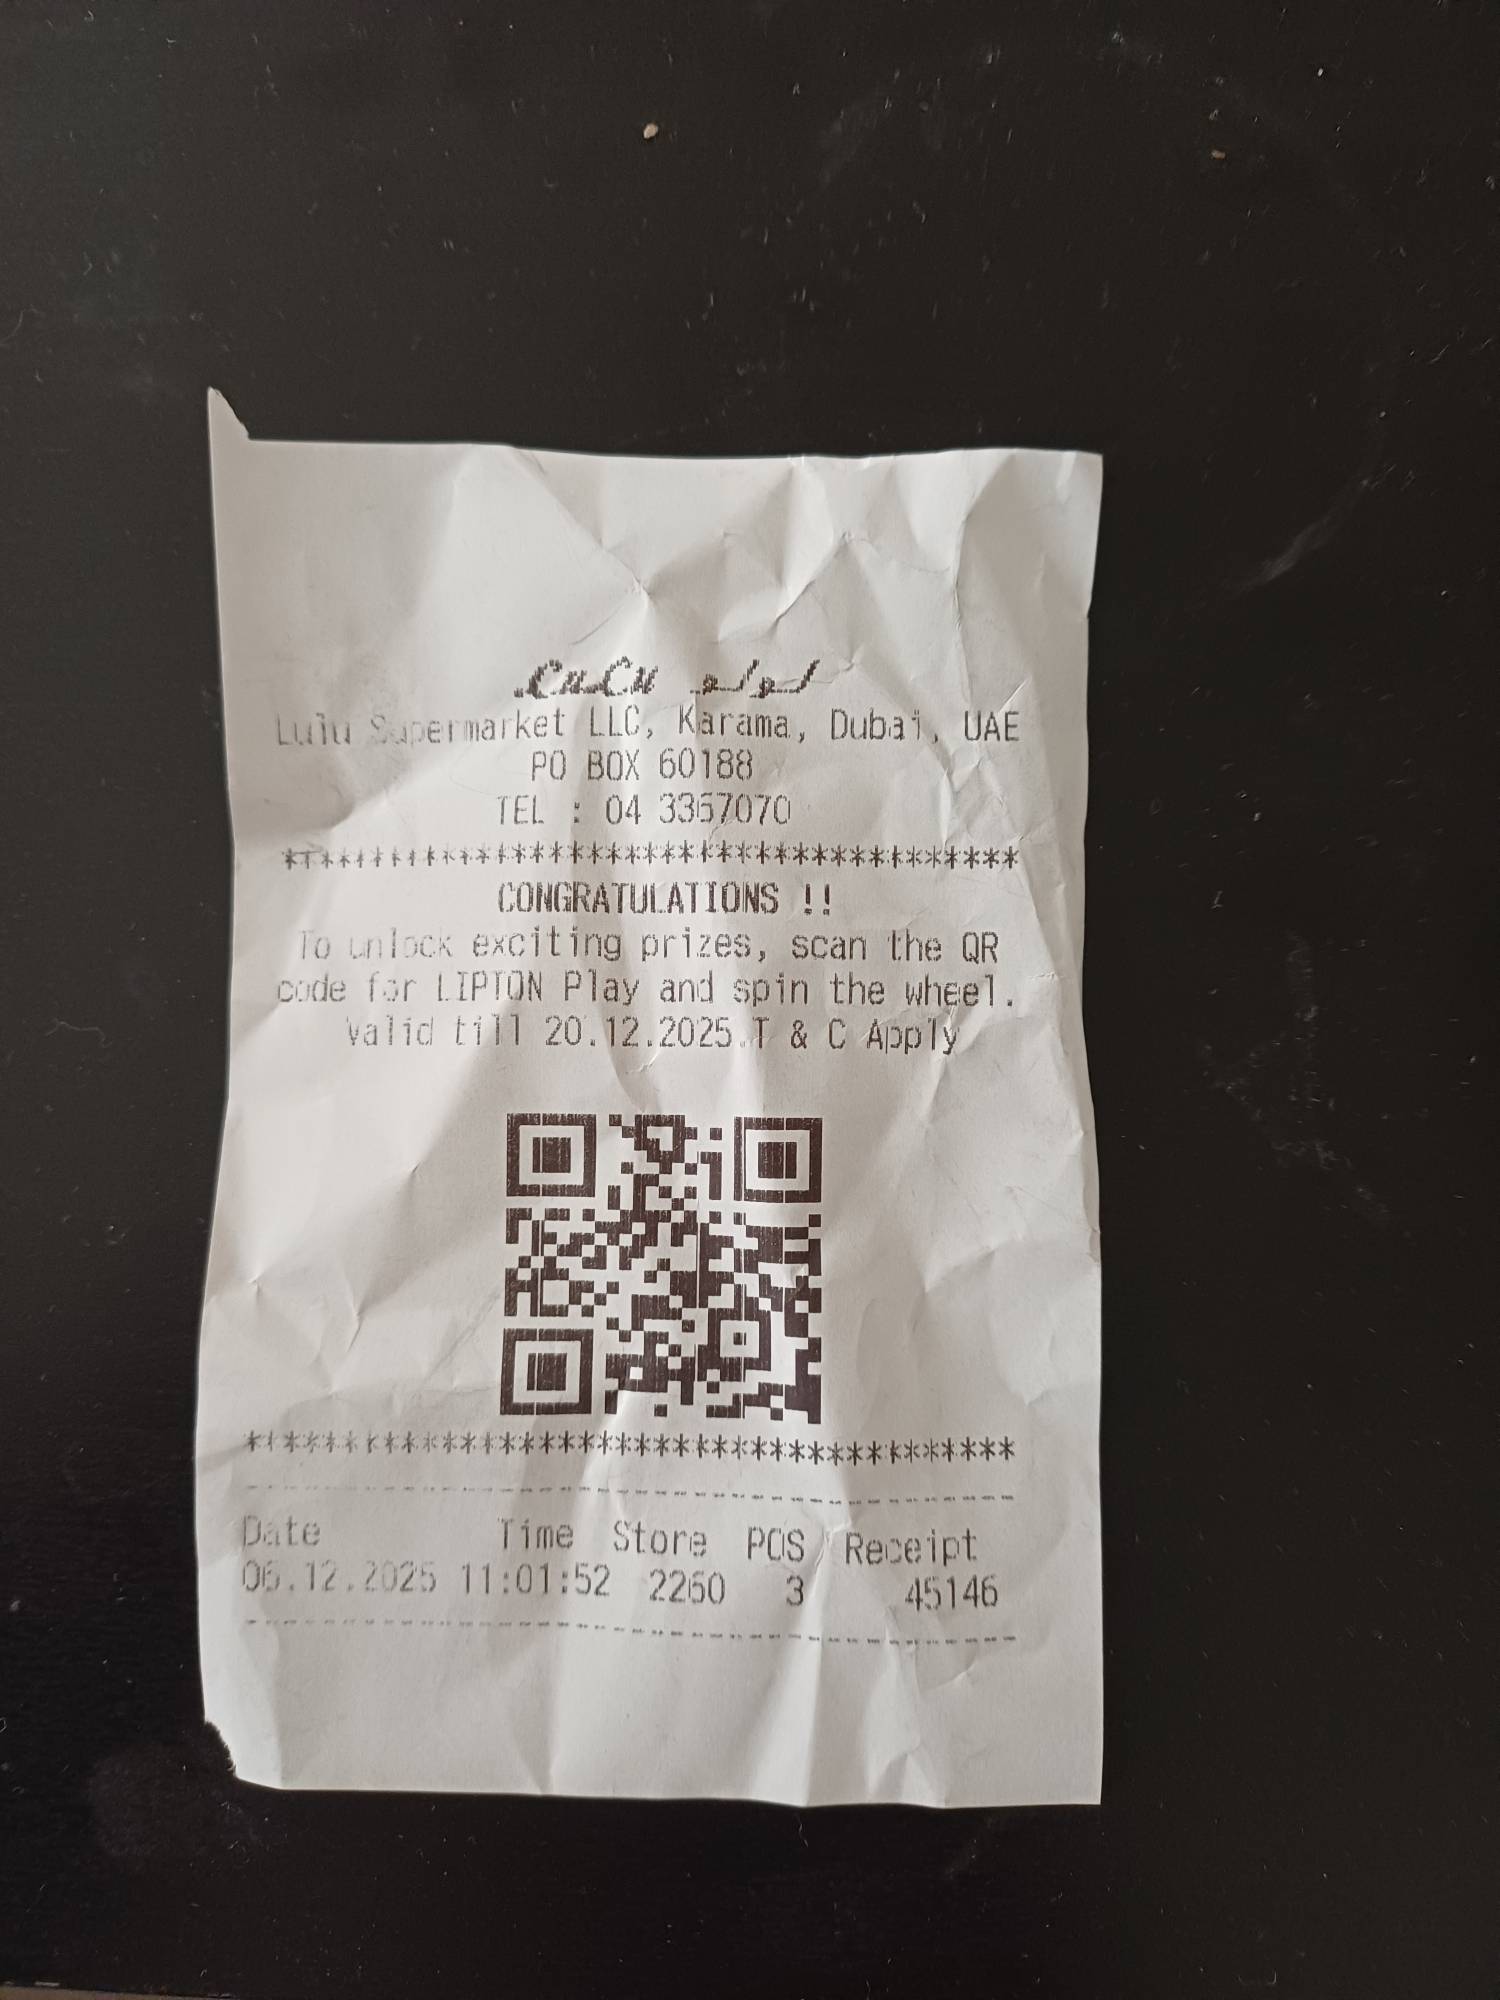 LuLu لولو
Lulu Supermarket LLC, Karama, Dubai, UAE
PO BOX 60188
TEL : 04 3367070
***************************************
CONGRATULATIONS !!
To unlock exciting prizes, scan the QR
code for LIPTON Play and spin the wheel.
Valid till 20.12.2025.T & C Apply
***************************************
----------------------------------------
Date Time Store POS Receipt
06.12.2025 11:01:52 2260 3 45146
----------------------------------------